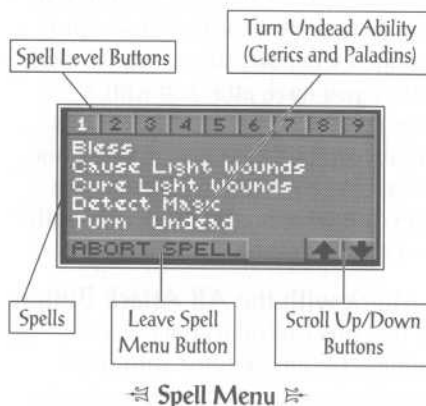 Turn Undead Ability
(Clerics and Paladins)
Spell Level Buttons
1 2 3 4 5 6 7 8 9
Bless
Cause Light Wounds
Cure Light Wounds
Detect Magic
Turn Undead
ABORT SPELL
Spells
Leave Spell
Menu Button
Scroll Up/Down
Buttons
Spell Menu